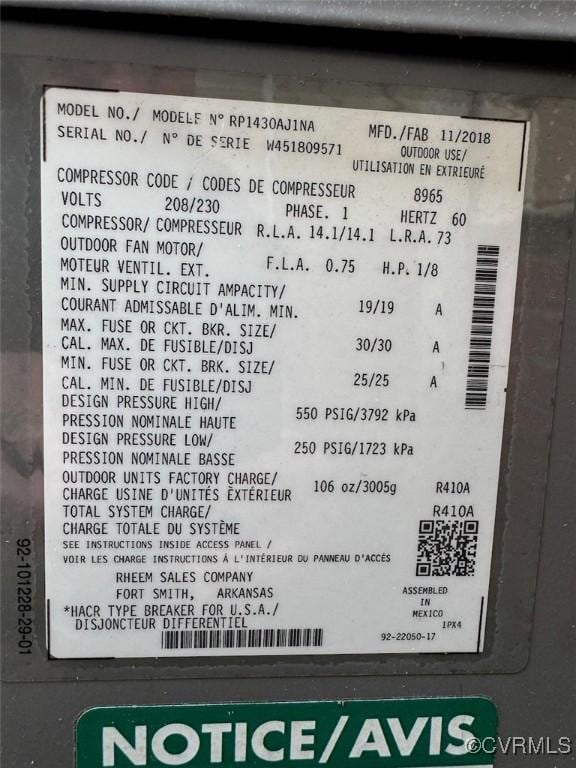 MODEL NO./ MODELE N° RP1430AJ1NA MFD./FAB 11/2018
SERIAL NO./ N° DE SERIE W451809571 OUTDOOR USE/
UTILISATION EN EXTRIEURÉ
COMPRESSOR CODE / CODES DE COMPRESSEUR 8965
VOLTS 208/230 PHASE. 1 HERTZ 60
COMPRESSOR/ COMPRESSEUR R.L.A. 14.1/14.1 L.R.A. 73
OUTDOOR FAN MOTOR/
MOTEUR VENTIL. EXT. F.L.A. 0.75 H.P. 1/8
MIN. SUPPLY CIRCUIT AMPACITY/
COURANT ADMISSABLE D'ALIM. MIN. 19/19 A
MAX. FUSE OR CKT. BKR. SIZE/
CAL. MAX. DE FUSIBLE/DISJ 30/30 A
MIN. FUSE OR CKT. BKR. SIZE/
CAL. MIN. DE FUSIBLE/DISJ 25/25 A
DESIGN PRESSURE HIGH/
PRESSION NOMINALE HAUTE 550 PSIG/3792 kPa
DESIGN PRESSURE LOW/
PRESSION NOMINALE BASSE 250 PSIG/1723 kPa
OUTDOOR UNITS FACTORY CHARGE/
CHARGE USINE D'UNITÉS ÉXTÉRIEUR 106 oz/3005g R410A
TOTAL SYSTEM CHARGE/ R410A
CHARGE TOTALE DU SYSTÈME
SEE INSTRUCTIONS INSIDE ACCESS PANEL /
VOIR LES CHARGE INSTRUCTIONS À L'INTÉRIEUR DU PANNEAU D'ACCÉS
RHEEM SALES COMPANY
FORT SMITH, ARKANSAS
ASSEMBLED
IN
MEXICO
*HACR TYPE BREAKER FOR U.S.A./
DISJONCTEUR DIFFERENTIEL
IPX4
92-22050-17
92-101228-29-01
NOTICE/AVIS
©CVRMLS